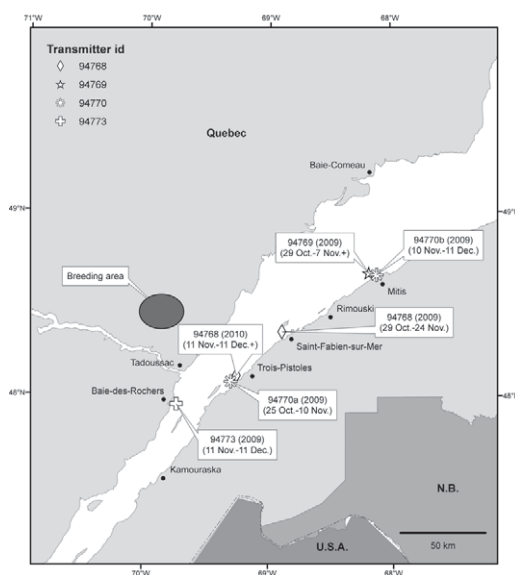 71°W
70°W
69°W
68°W
Transmitter id
94768
94769
94770
94773
Quebec
Baie-Corneau
49°N
49°N
94769 (2009)
(29 Oct.-7 Nov.+)
94770b (2009)
(10 Nov.-11 Dec.)
Breeding area
Mitis
Rimouski
94768 (2009)
(29 Oct.-24 Nov.)
94768 (2010)
(11 Nov.-11 Dec.+)
Saint-Fabien-sur-Mer
Tadoussac
Trois-Pistoles
48°N
48°N
Baie-des-Rochers
94770a (2009)
(25 Oct.-10 Nov.)
94773 (2009)
(11 Nov.-11 Dec.)
Kamouraska
N.B.
U.S.A.
50 km
70°W
69°W
68°W